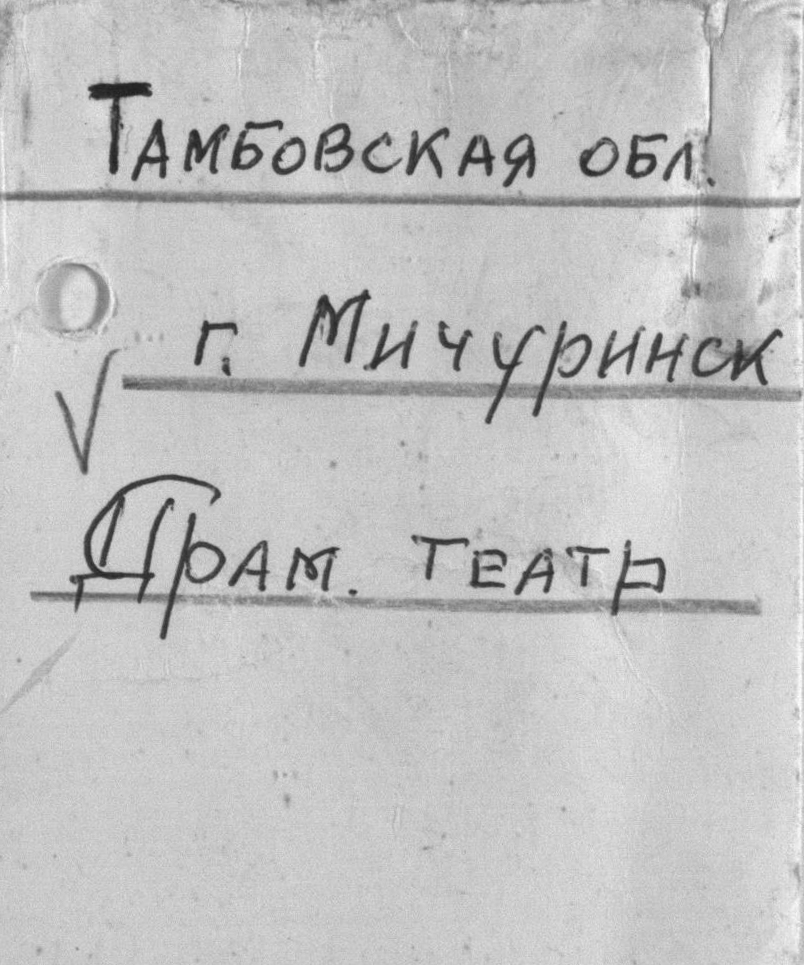 Тамбовская обл.
г. Мичуринск
Драм. театр